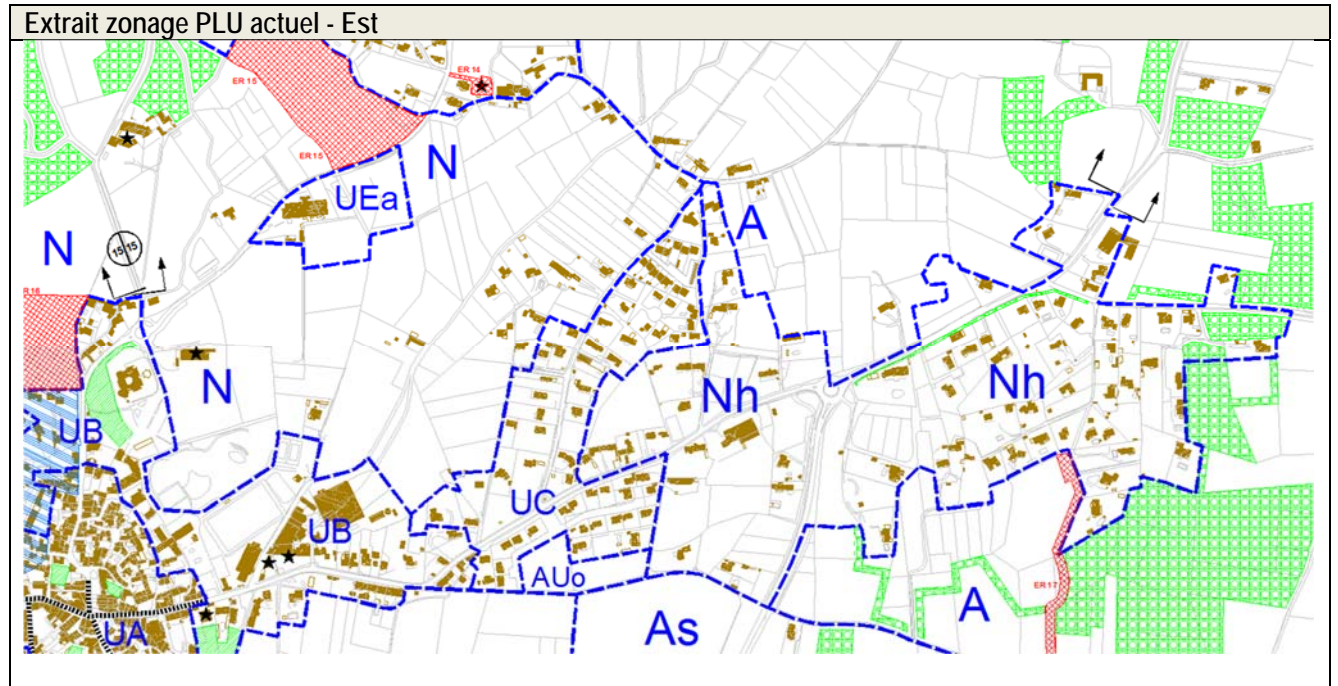 Extrait zonage PLU actuel - Est
ER 15
ER 14
ER 15
N
UEa
A
N
15 15
R 16
N
Nh
Nh
UB
UC
UB
AUo
ER 17
A
UA
As